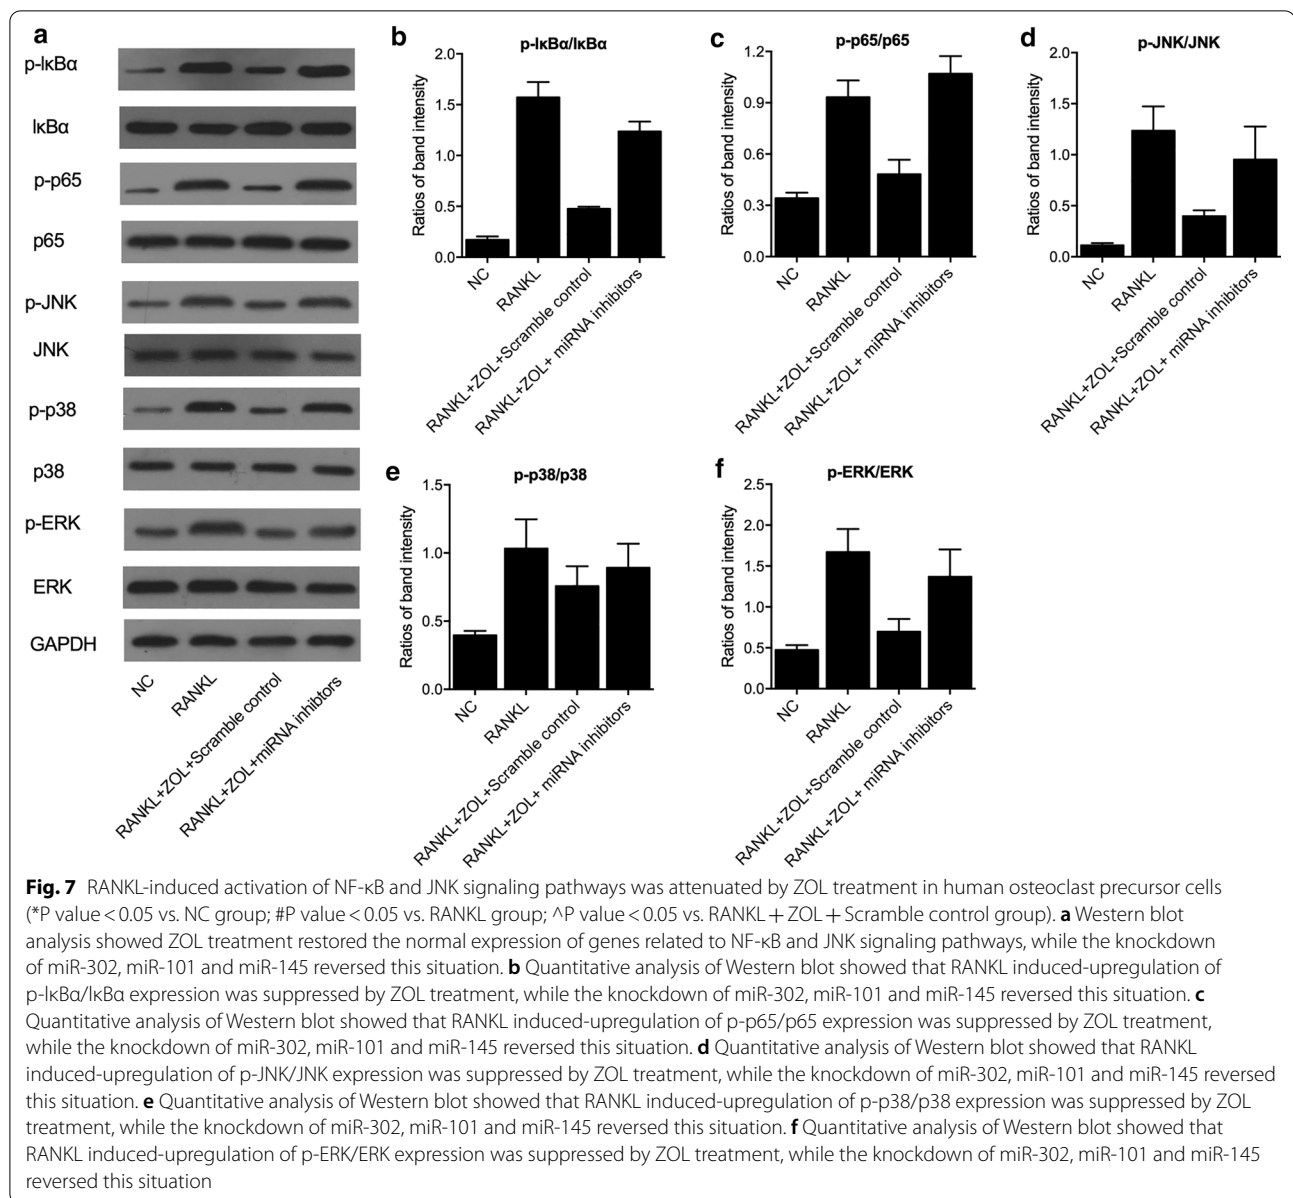 a
p-IκBα
IκBα
p-p65
p65
p-JNK
JNK
p-p38
p38
p-ERK
ERK
GAPDH
NC
RANKL
RANKL+ZOL+Scramble control
RANKL+ZOL+miRNA inhibtors
b
p-IκBα/IκBα
Ratios of band intensity
2.0
1.5
1.0
0.5
0.0
NC
RANKL
RANKL+ZOL+Scramble control
RANKL+ZOL+ miRNA inhibitors
c
p-p65/p65
Ratios of band intensity
1.2
0.9
0.6
0.3
0.0
NC
RANKL
RANKL+ZOL+Scramble control
RANKL+ZOL+ miRNA inhibitors
d
p-JNK/JNK
Ratios of band intensity
2.0
1.5
1.0
0.5
0.0
NC
RANKL
RANKL+ZOL+Scramble control
RANKL+ZOL+ miRNA inhibitors
e
p-p38/p38
Ratios of band intensity
1.5
1.0
0.5
0.0
NC
RANKL
RANKL+ZOL+Scramble control
RANKL+ZOL+ miRNA inhibitors
f
p-ERK/ERK
Ratios of band intensity
2.5
2.0
1.5
1.0
0.5
0.0
NC
RANKL
RANKL+ZOL+Scramble control
RANKL+ZOL+ miRNA inhibitors
Fig. 7 RANKL-induced activation of NF-κB and JNK signaling pathways was attenuated by ZOL treatment in human osteoclast precursor cells
(*P value < 0.05 vs. NC group; #P value < 0.05 vs. RANKL group; ^P value < 0.05 vs. RANKL + ZOL + Scramble control group). a Western blot
analysis showed ZOL treatment restored the normal expression of genes related to NF-κB and JNK signaling pathways, while the knockdown
of miR-302, miR-101 and miR-145 reversed this situation. b Quantitative analysis of Western blot showed that RANKL induced-upregulation of
p-IκBα/IκBα expression was suppressed by ZOL treatment, while the knockdown of miR-302, miR-101 and miR-145 reversed this situation. c
Quantitative analysis of Western blot showed that RANKL induced-upregulation of p-p65/p65 expression was suppressed by ZOL treatment,
while the knockdown of miR-302, miR-101 and miR-145 reversed this situation. d Quantitative analysis of Western blot showed that RANKL
induced-upregulation of p-JNK/JNK expression was suppressed by ZOL treatment, while the knockdown of miR-302, miR-101 and miR-145 reversed
this situation. e Quantitative analysis of Western blot showed that RANKL induced-upregulation of p-p38/p38 expression was suppressed by ZOL
treatment, while the knockdown of miR-302, miR-101 and miR-145 reversed this situation. f Quantitative analysis of Western blot showed that
RANKL induced-upregulation of p-ERK/ERK expression was suppressed by ZOL treatment, while the knockdown of miR-302, miR-101 and miR-145
reversed this situation